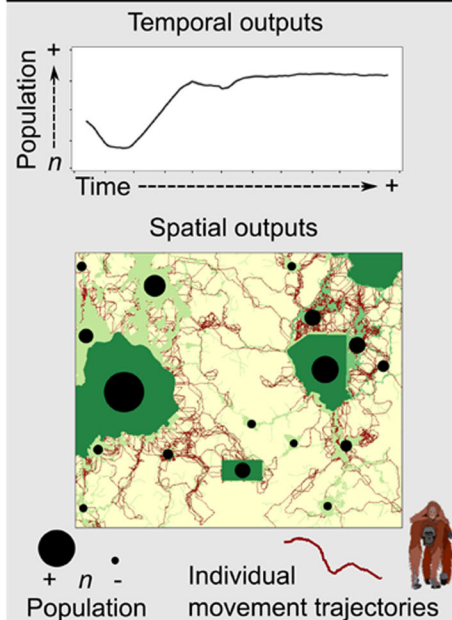 Temporal outputs
+
Population
n
Time +
Spatial outputs
+ n -
Population
Individual
movement trajectories